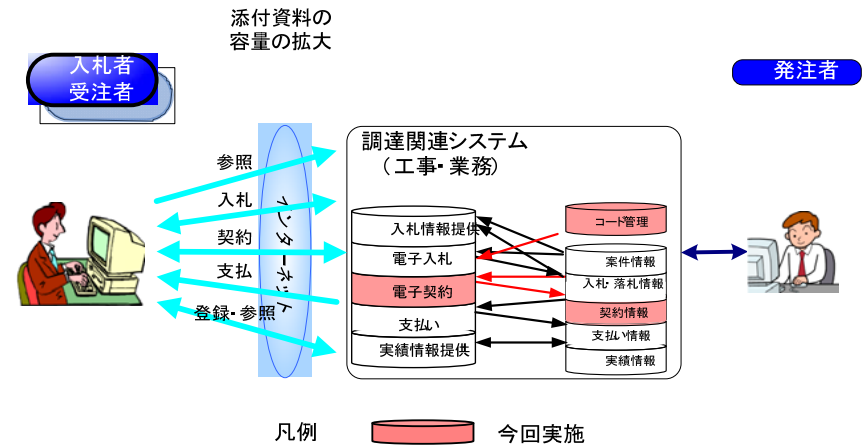 添付資料の
容量の拡大
入札者
受注者
発注者
調達関連システム
（工事・業務）
参照
入札
契約
支払
登録・参照
インターネット
入札情報提供
電子入札
電子契約
支払い
実績情報提供
コード管理
案件情報
入札・落札情報
契約情報
支払い情報
実績情報
凡例
今回実施